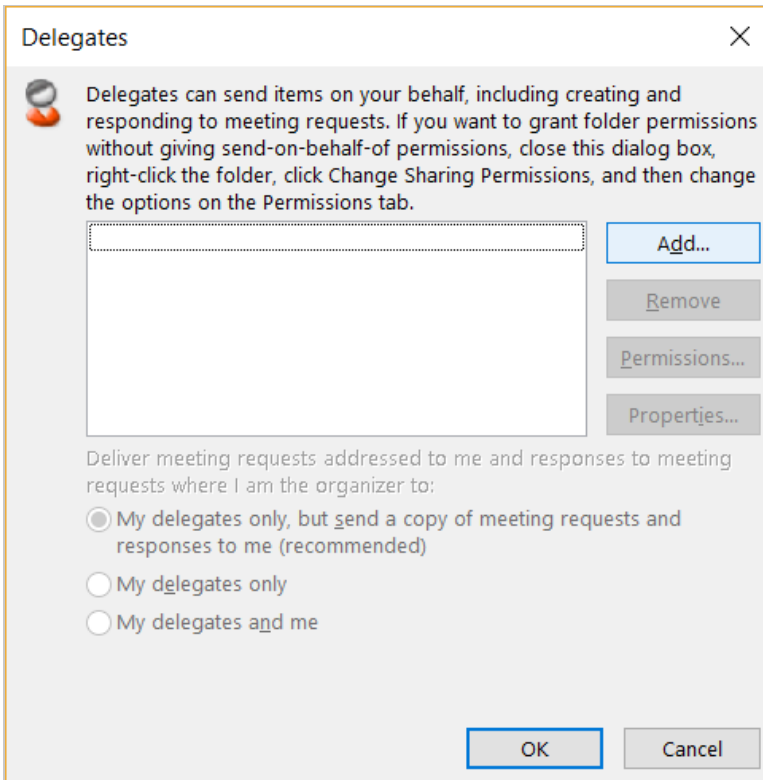 Delegates
Delegates can send items on your behalf, including creating and
responding to meeting requests. If you want to grant folder permissions
without giving send-on-behalf-of permissions, close this dialog box,
right-click the folder, click Change Sharing Permissions, and then change
the options on the Permissions tab.
Add...
Remove
Permissions...
Properties...
Deliver meeting requests addressed to me and responses to meeting
requests where I am the organizer to:
My delegates only, but send a copy of meeting requests and
responses to me (recommended)
My delegates only
My delegates and me
OK Cancel